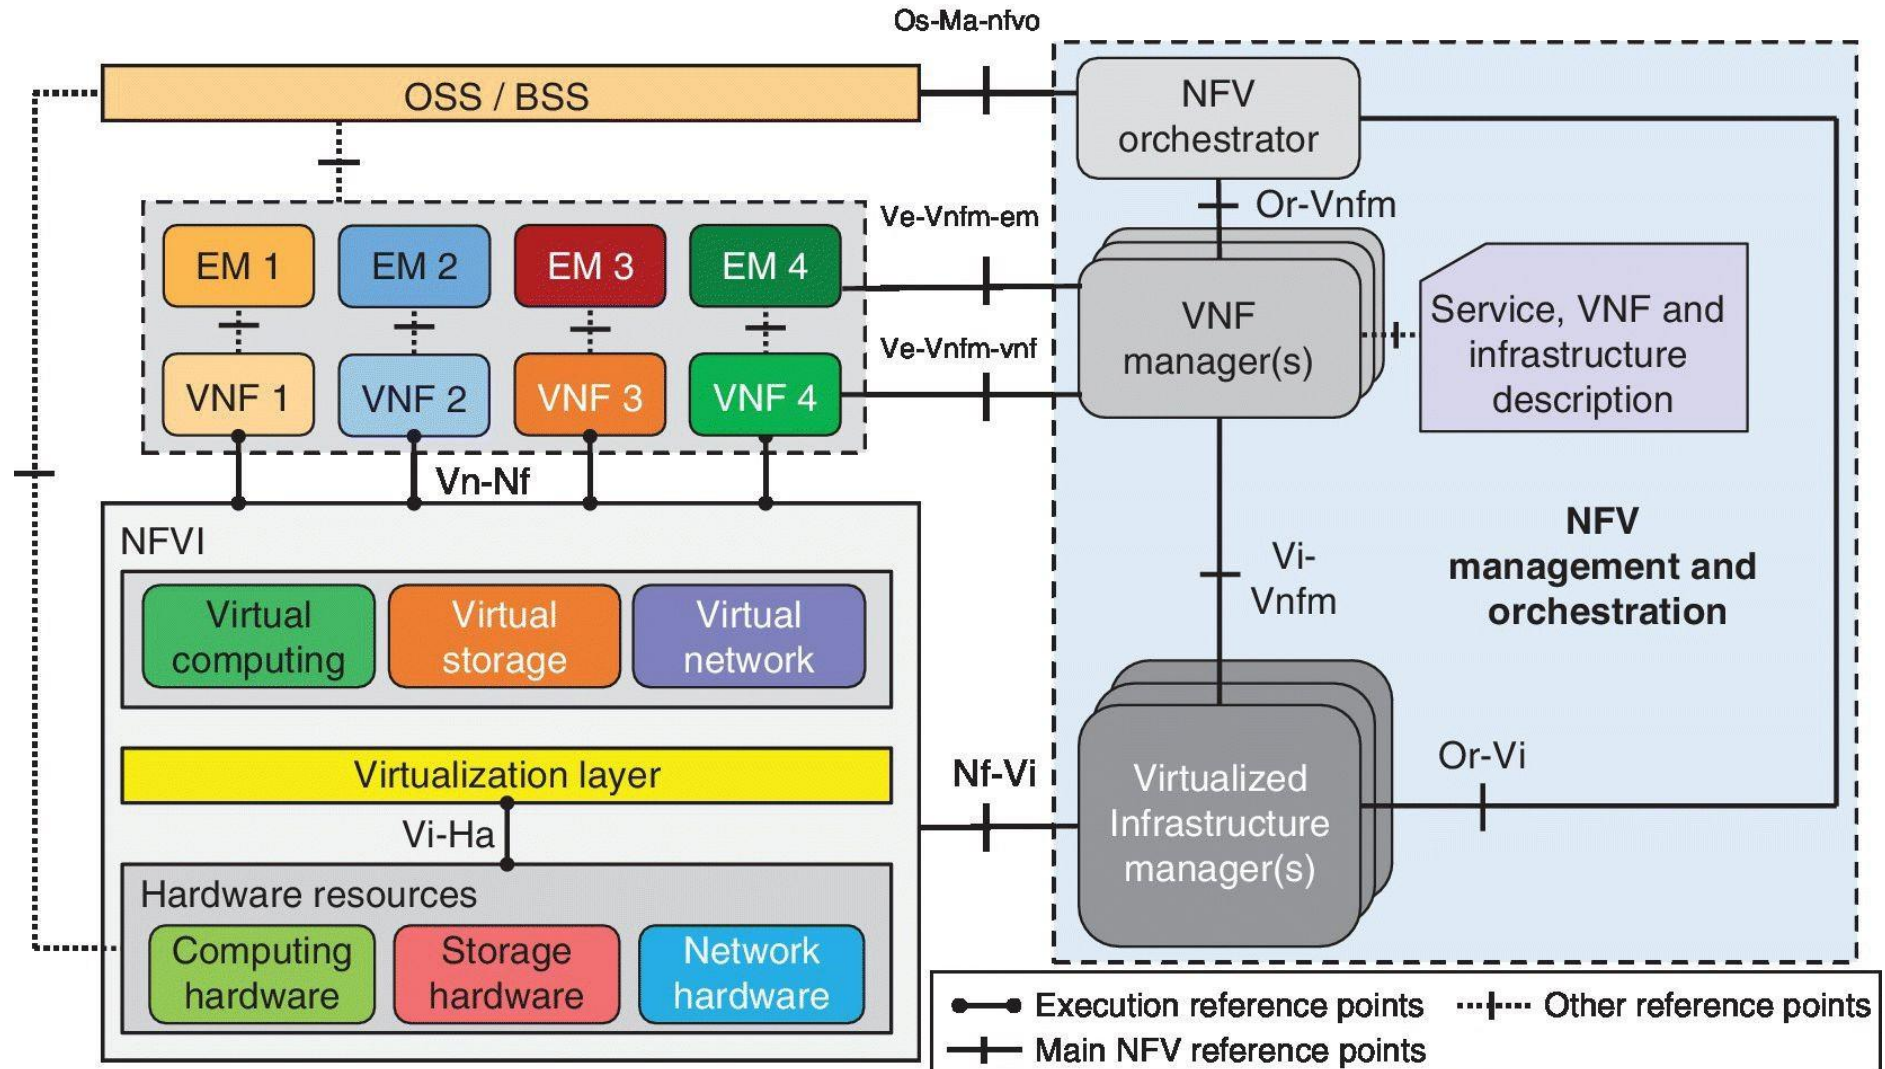 Os-Ma-nfvo
OSS / BSS
NFV
orchestrator
Or-Vnfm
Ve-Vnfm-em
EM 1
EM 2
EM 3
EM 4
VNF
manager(s)
Service, VNF and
infrastructure
description
Ve-Vnfm-vnf
VNF 1
VNF 2
VNF 3
VNF 4
Vn-Nf
NFVI
Virtual
computing
Virtual
storage
Virtual
network
Vi-
Vnfm
NFV
management and
orchestration
Virtualization layer
Vi-Ha
Nf-Vi
Virtualized
Infrastructure
manager(s)
Or-Vi
Hardware resources
Computing
hardware
Storage
hardware
Network
hardware
Execution reference points
Other reference points
Main NFV reference points